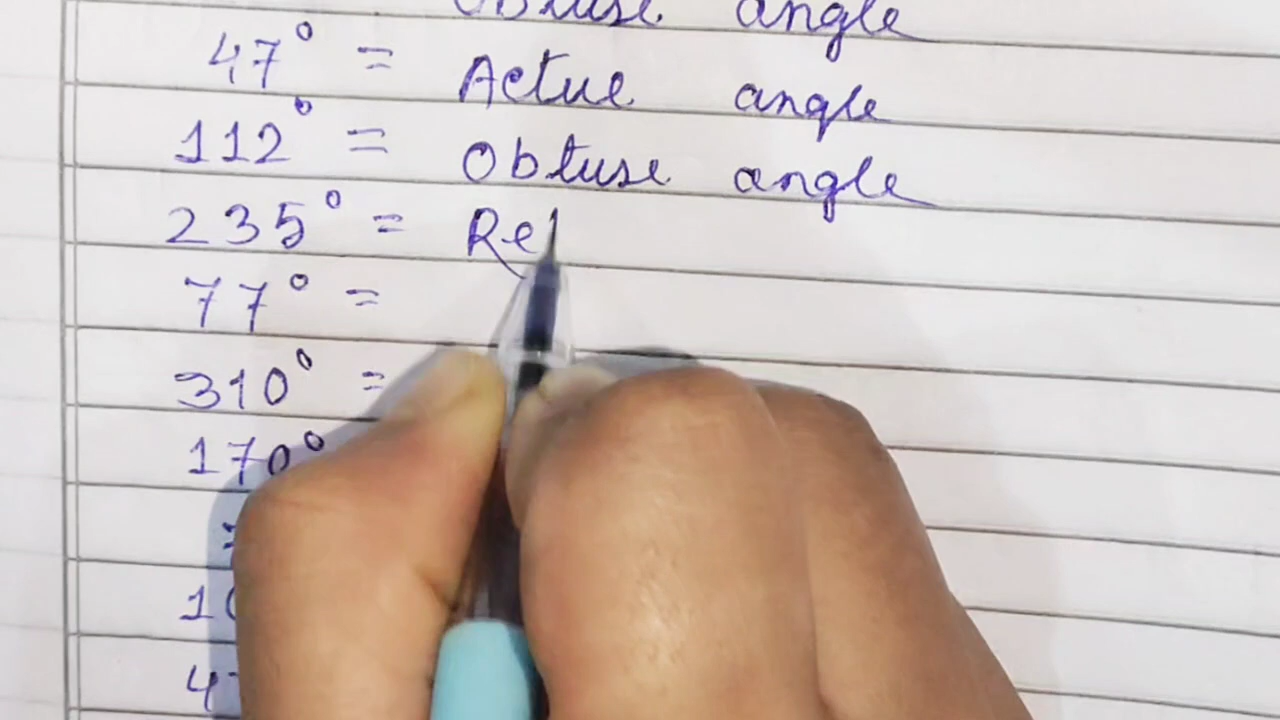 Obtuse angle
47° = Actue angle
112° = Obtuse angle
235° = Re
77° =
310° =
170°